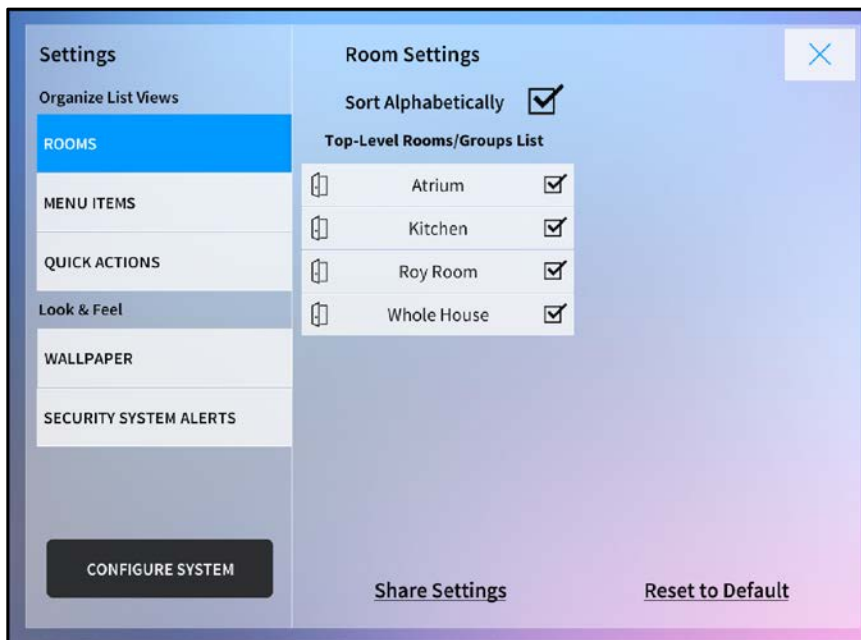 Settings
Organize List Views
ROOMS
MENU ITEMS
QUICK ACTIONS
Look & Feel
WALLPAPER
SECURITY SYSTEM ALERTS
CONFIGURE SYSTEM
Room Settings
Sort Alphabetically
Top-Level Rooms/Groups List
Atrium
Kitchen
Roy Room
Whole House
Share Settings
Reset to Default